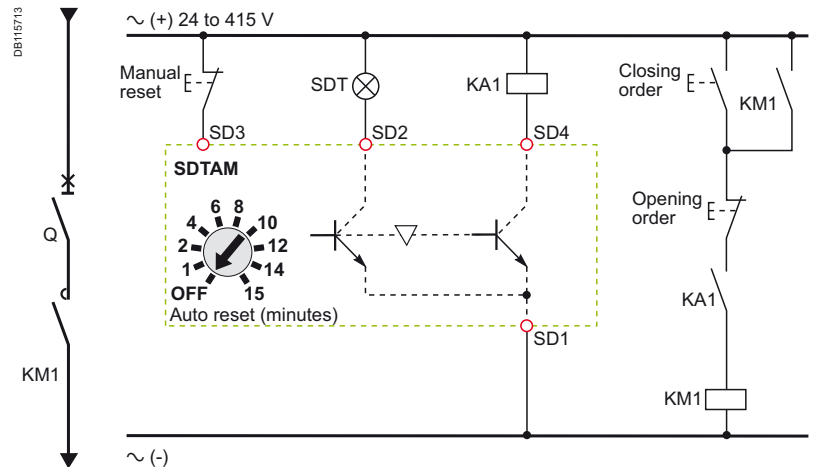 DB115713
~ (+) 24 to 415 V
Manual
reset
SDT
KA1
Closing
order
KM1
SD3
SD2
SD4
SDTAM
Opening
order
Q
6
8
4
10
2
12
1
14
OFF
15
Auto reset (minutes)
KA1
SD1
KM1
KM1
~ (-)